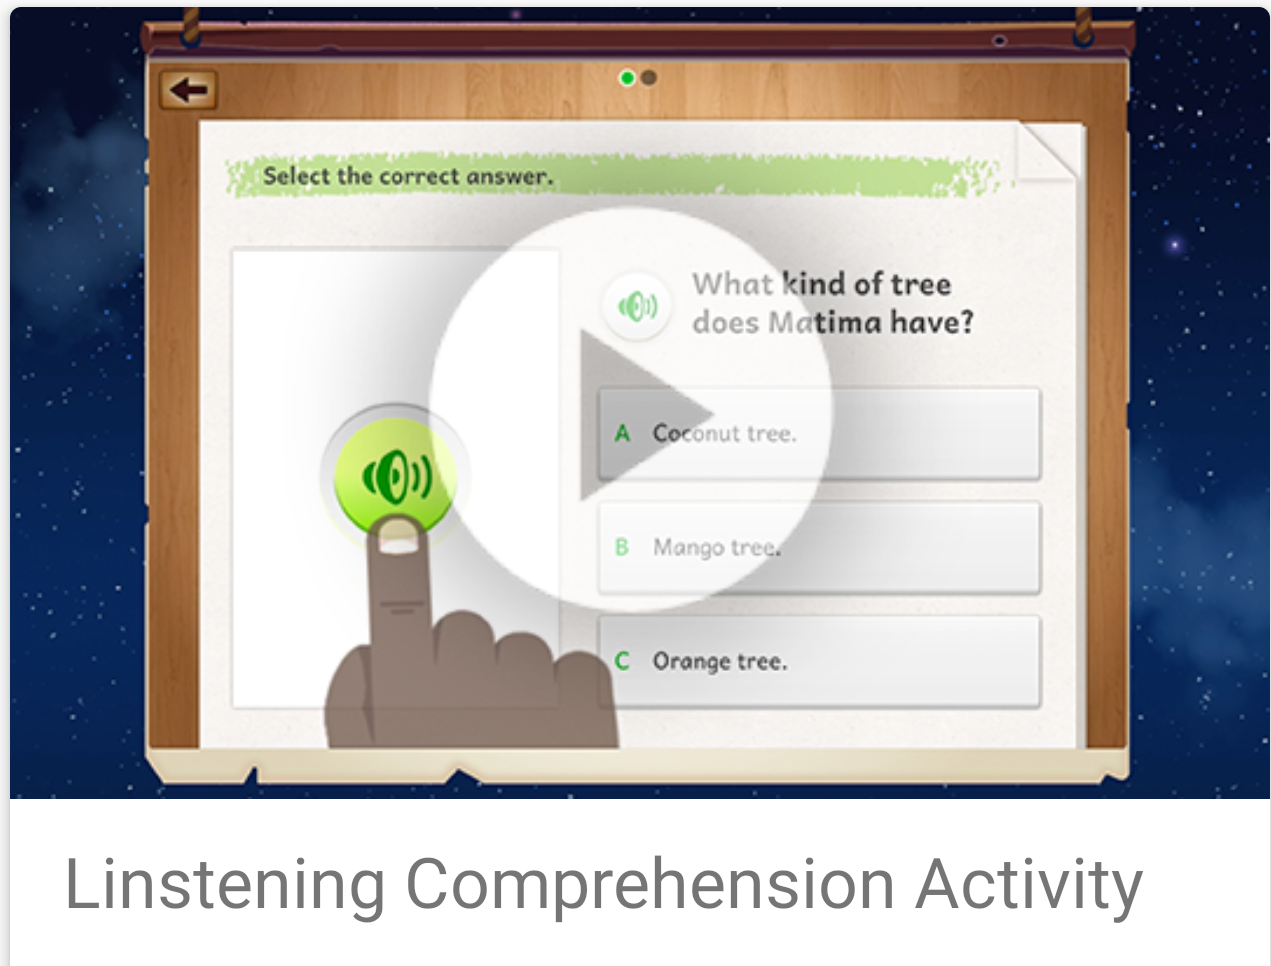 Select the correct answer.
What kind of tree
does Matima have?
A Coconut tree.
B Mango tree.
C Orange tree.
Linstening Comprehension Activity